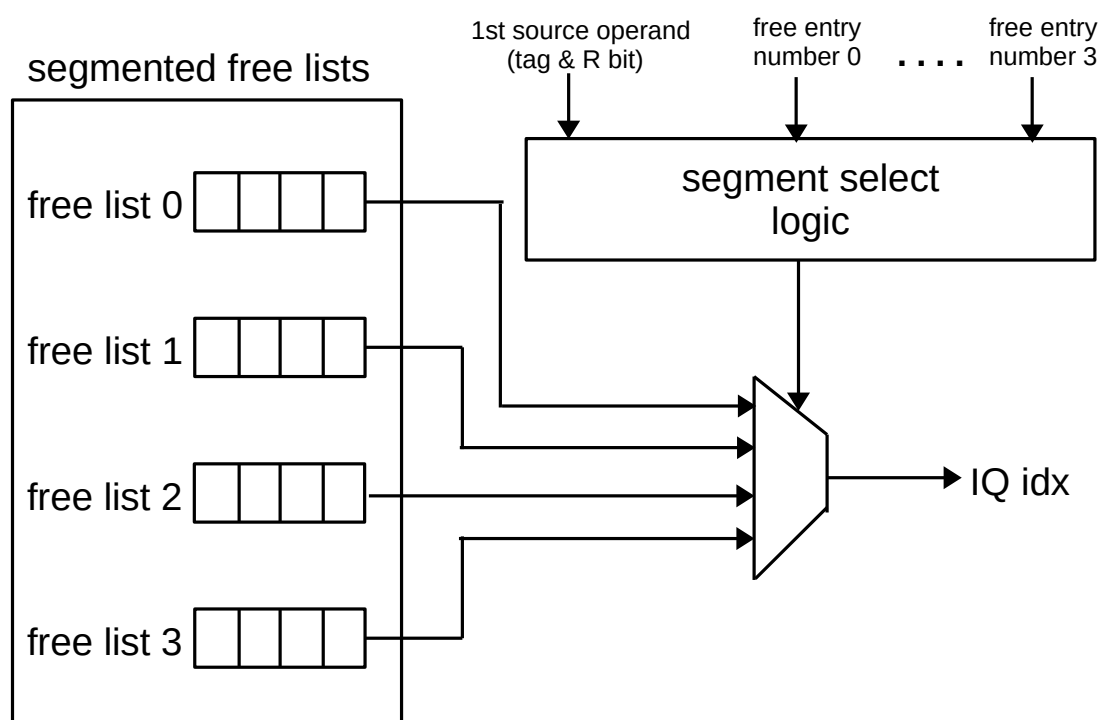 1st source operand
(tag & R bit)
free entry
number 0
. . . .
free entry
number 3
segmented free lists
segment select
logic
free list 0
free list 1
free list 2
free list 3
IQ idx